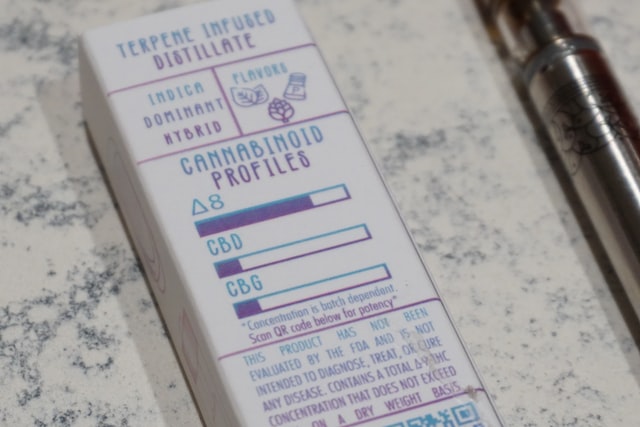 TERPENE INFUSED
DISTILLATE
INDICA
DOMINANT
HYBRID
FLAVORS
CANNABINOID
PROFILES
Δ8
CBD
CBG
"Concentration is batch dependent.
Scan QR code below for potency"
THIS PRODUCT HAS NOT BEEN
EVALUATED BY THE FDA AND IS NOT
INTENDED TO DIAGNOSE, TREAT, OR CURE
ANY DISEASE. CONTAINS A TOTAL Δ9-THC
CONCENTRATION THAT DOES NOT EXCEED
ON A DRY WEIGHT BASIS.